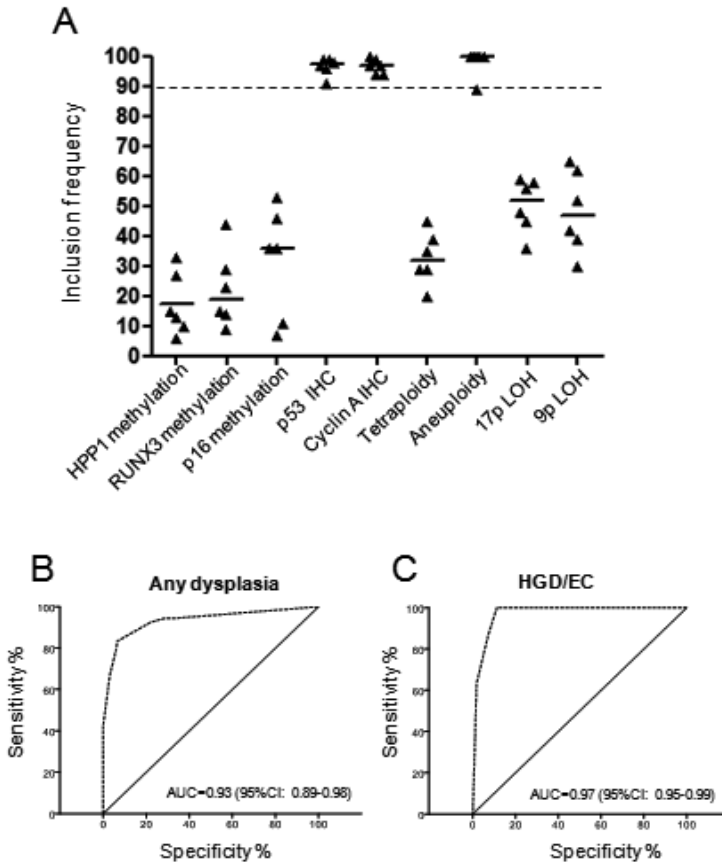 A
Inclusion frequency
100
90
80
70
60
50
40
30
20
10
0
HPP1 methylation
RUNX3 methylation
p16 methylation
p53 IHC
Cyclin A IHC
Tetraploidy
Aneuploidy
17p LOH
9p LOH
B
Any dysplasia
Sensitivity %
100
80
60
40
20
0
AUC=0.93 (95%CI: 0.89-0.98)
0 20 40 60 80 100
Specificity %
C
HGD/EC
Sensitivity %
100
80
60
40
20
0
AUC=0.97 (95%CI: 0.95-0.99)
0 20 40 60 80 100
Specificity %